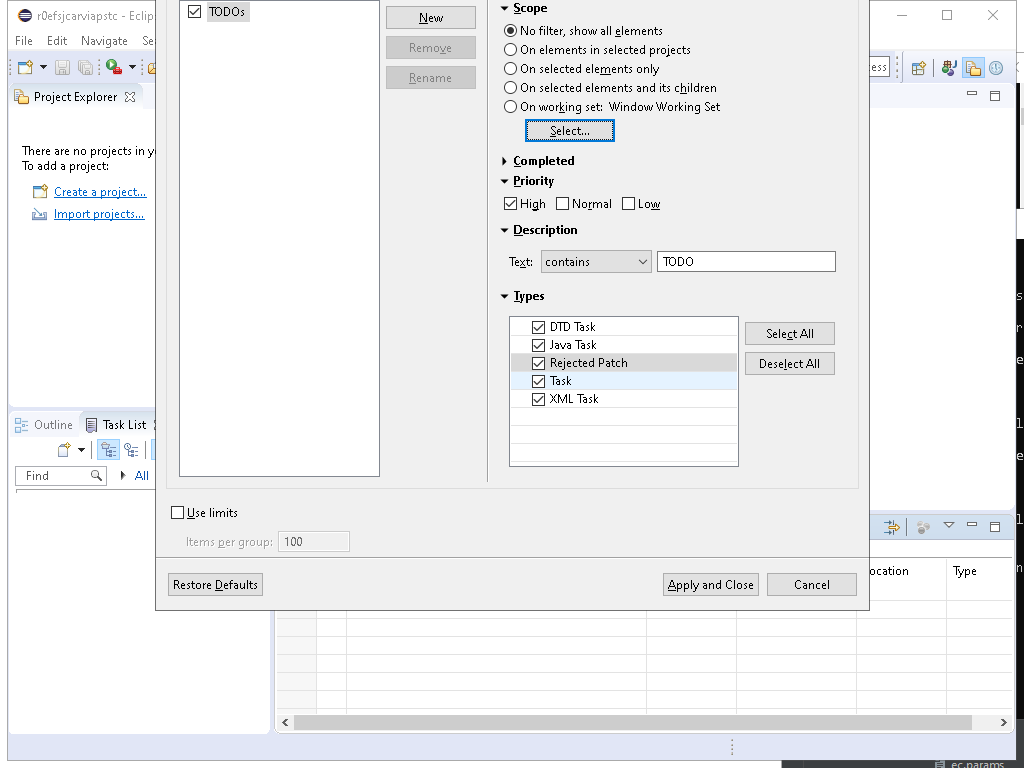 r0efsjcarviapstc - Eclip
File Edit Navigate Se
Project Explorer
There are no projects in y
To add a project:
Create a project...
Import projects...
Outline Task List
Find All
TODOs
New
Remove
Rename
Scope
No filter, show all elements
On elements in selected projects
On selected elements only
On selected elements and its children
On working set: Window Working Set
Select...
Completed
Priority
High Normal Low
Description
Text: contains TODO
Types
DTD Task
Java Task
Rejected Patch
Task
XML Task
Select All
Deselect All
Use limits
Items per group: 100
Restore Defaults Apply and Close Cancel
ess
ocation Type
ec.params